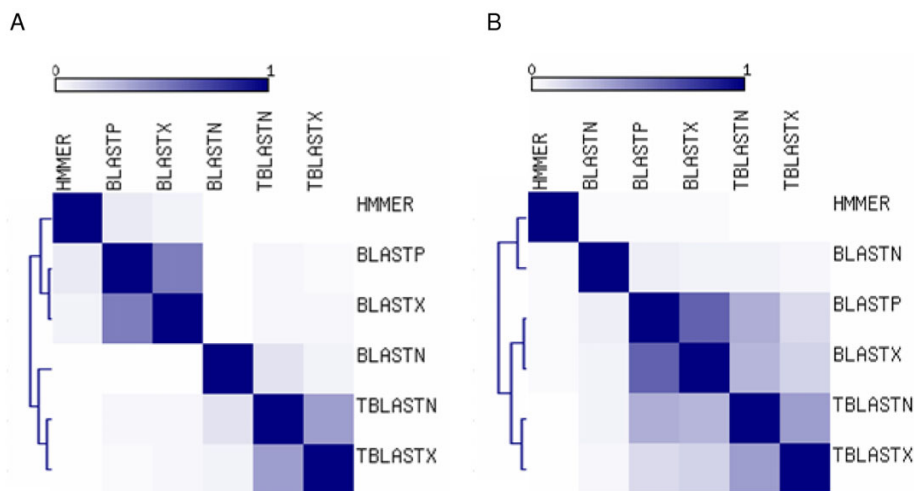 A
B
0 1
0 1
HMMER BLASTP BLASTX BLASTN TBLASTN TBLASTX
HMMER BLASTN BLASTP BLASTX TBLASTN TBLASTX
HMMER
BLASTP
BLASTX
BLASTN
TBLASTN
TBLASTX
HMMER
BLASTN
BLASTP
BLASTX
TBLASTN
TBLASTX